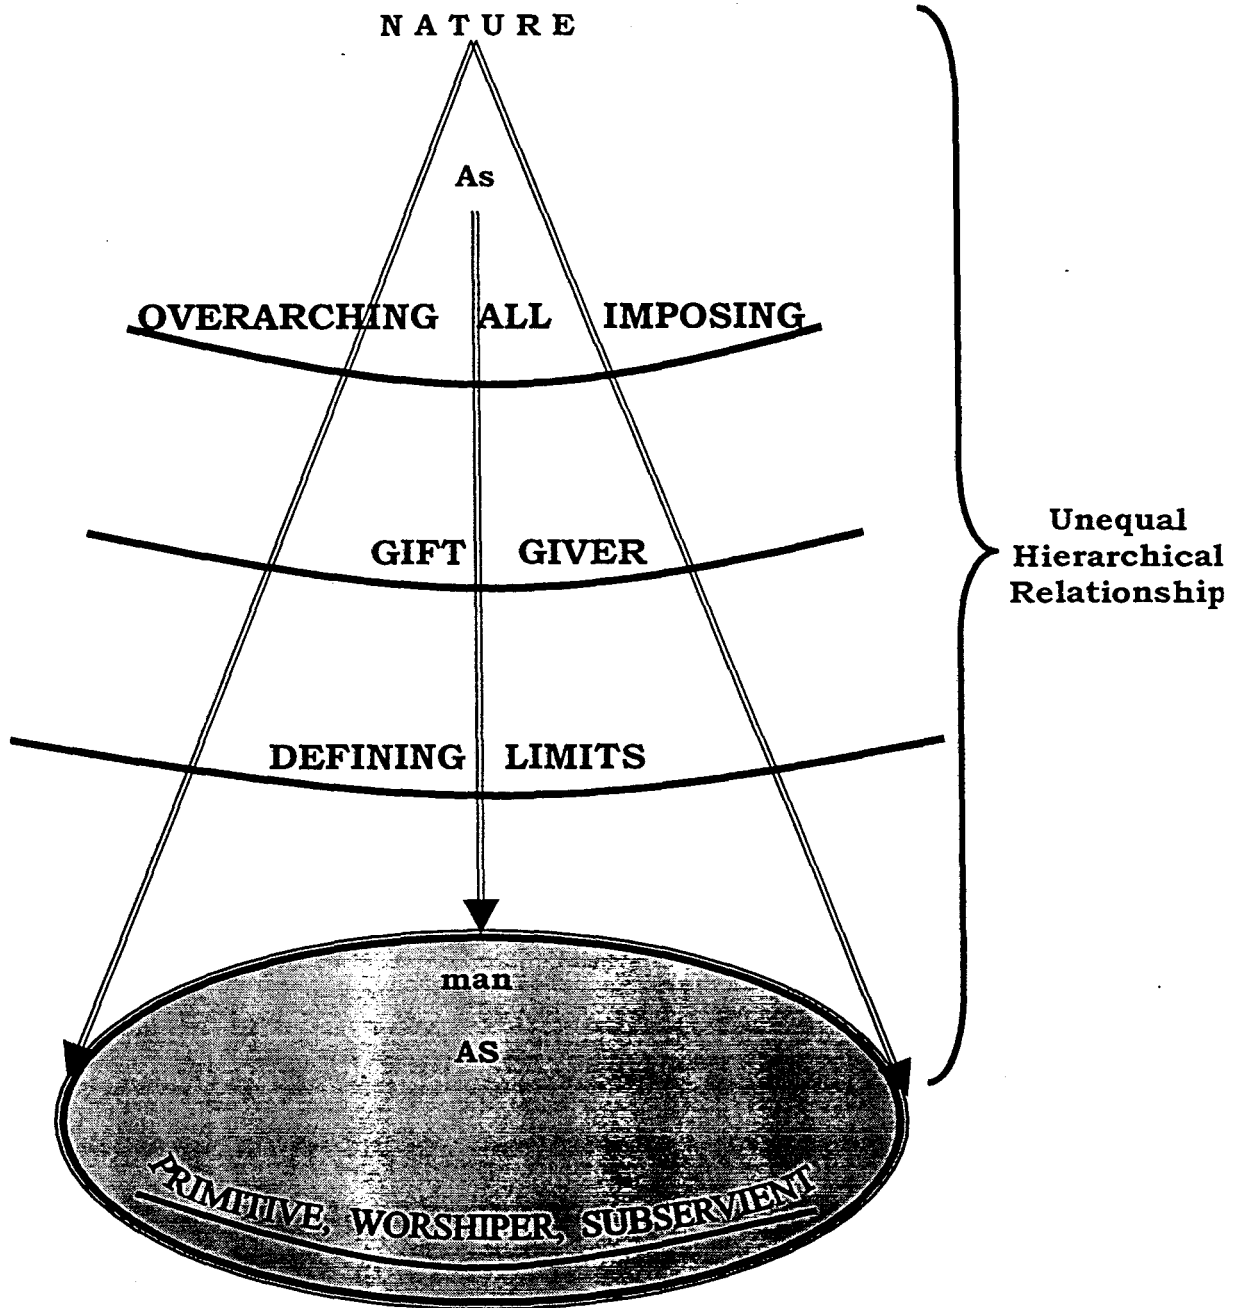 NATURE
As
OVERARCHING ALL IMPOSING
GIFT GIVER
Unequal
Hierarchical
Relationship
DEFINING LIMITS
man
AS
PRIMITIVE, WORSHIPER, SUBSERVIENT